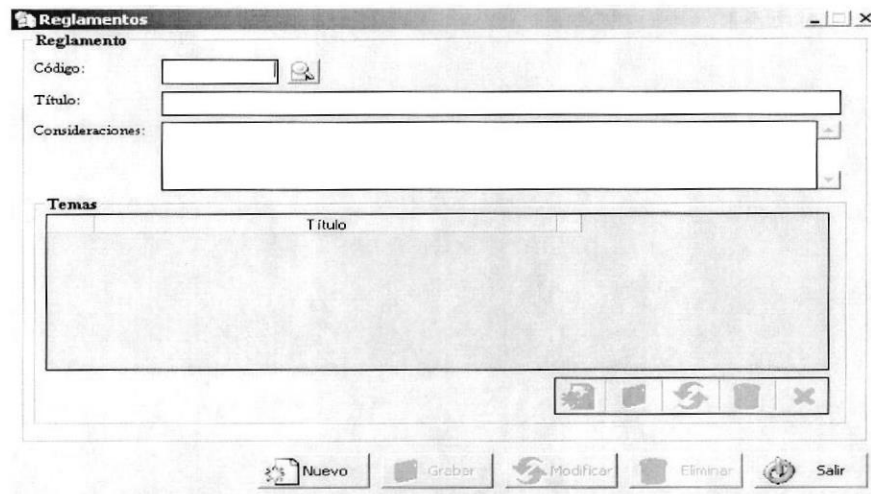 Reglamentos
Reglamento
Código:
Título:
Consideraciones:
Temas
Título
Nuevo
Grabar
Modificar
Eliminar
Salir